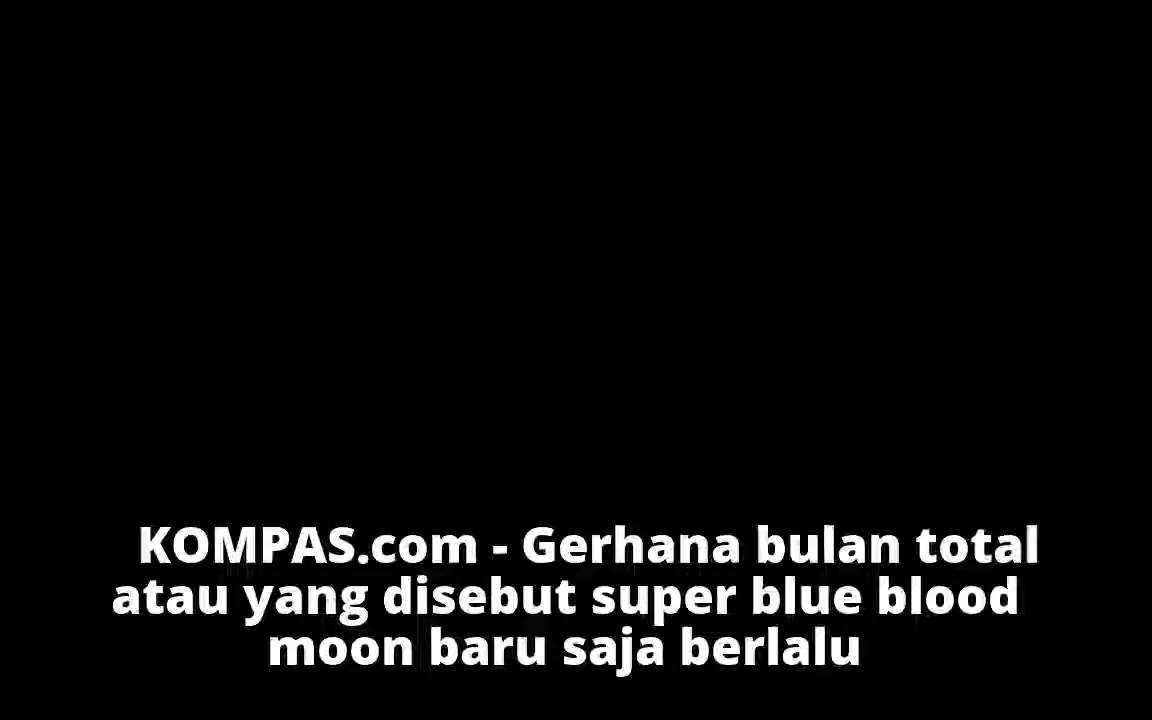 KOMPAS.com - Gerhana bulan total
atau yang disebut super blue blood
moon baru saja berlalu